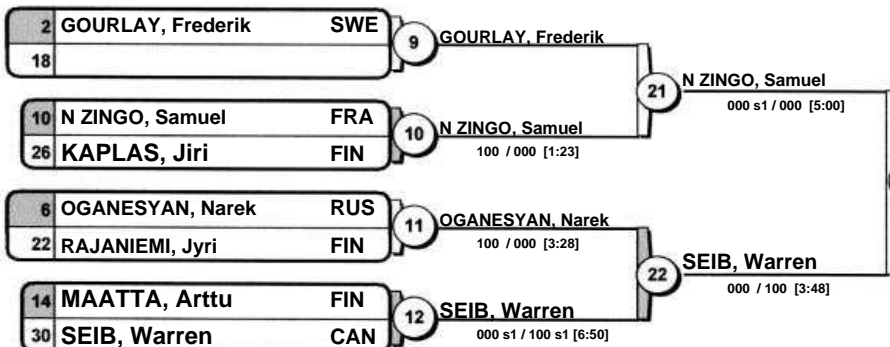 2 GOURLAY, Frederik SWE
18
9 GOURLAY, Frederik
10 N ZINGO, Samuel FRA
26 KAPLAS, Jiri FIN
10 N ZINGO, Samuel
100 / 000 [1:23]
21 N ZINGO, Samuel
000 s1 / 000 [5:00]
6 OGANESYAN, Narek RUS
22 RAJANIEMI, Jyri FIN
11 OGANESYAN, Narek
100 / 000 [3:28]
14 MAATTA, Arttu FIN
30 SEIB, Warren CAN
12 SEIB, Warren
000 s1 / 100 s1 [6:50]
22 SEIB, Warren
000 / 100 [3:48]